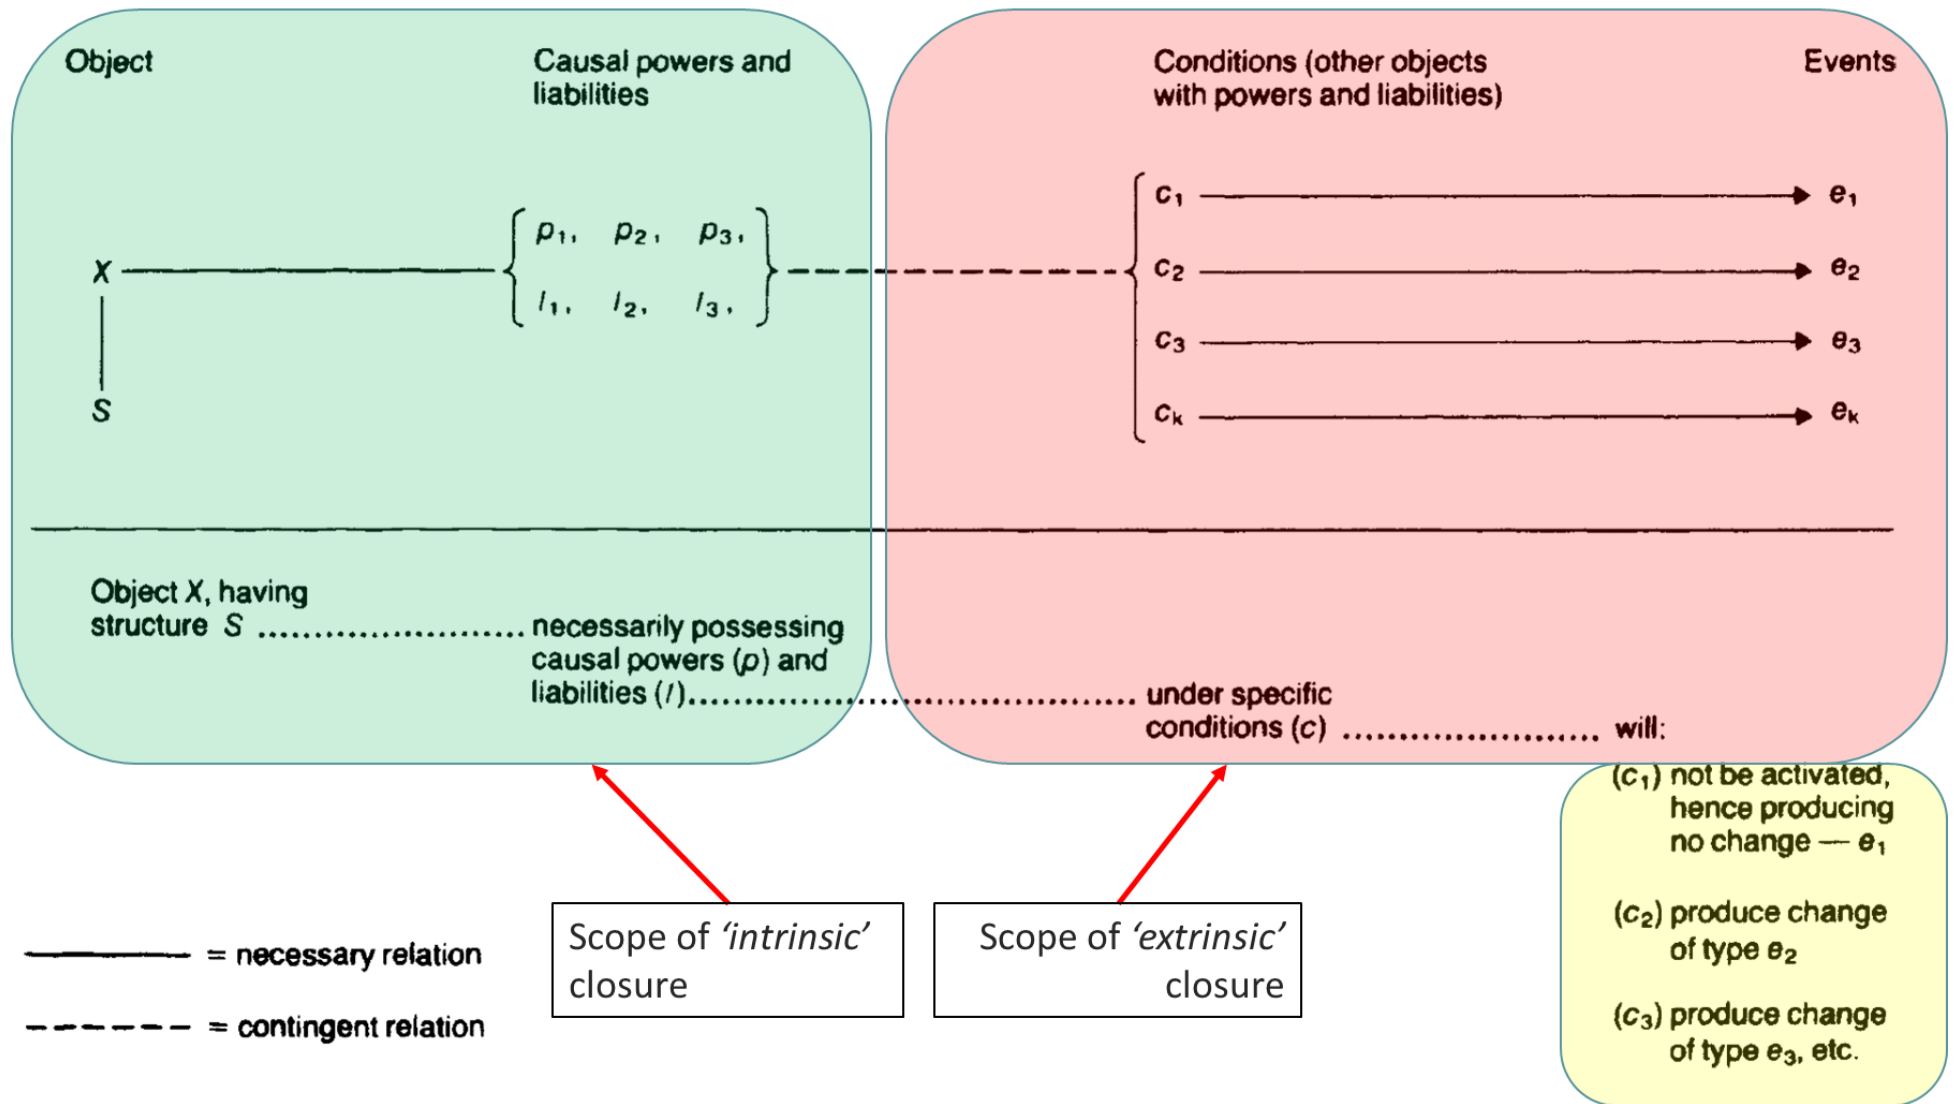 Object
Causal powers and
liabilities
Conditions (other objects
with powers and liabilities)
Events
X
S
p₁, p₂, p₃,
l₁, l₂, l₃,
c₁
c₂
c₃
cₖ
e₁
e₂
e₃
eₖ
Object X, having
structure S ........................ necessarily possessing
causal powers (p) and
liabilities (l)........................................ under specific
conditions (c) ....................... will:
(c₁) not be activated,
hence producing
no change — e₁
(c₂) produce change
of type e₂
(c₃) produce change
of type e₃, etc.
Scope of ‘intrinsic’
closure
Scope of ‘extrinsic’
closure
= necessary relation
= contingent relation